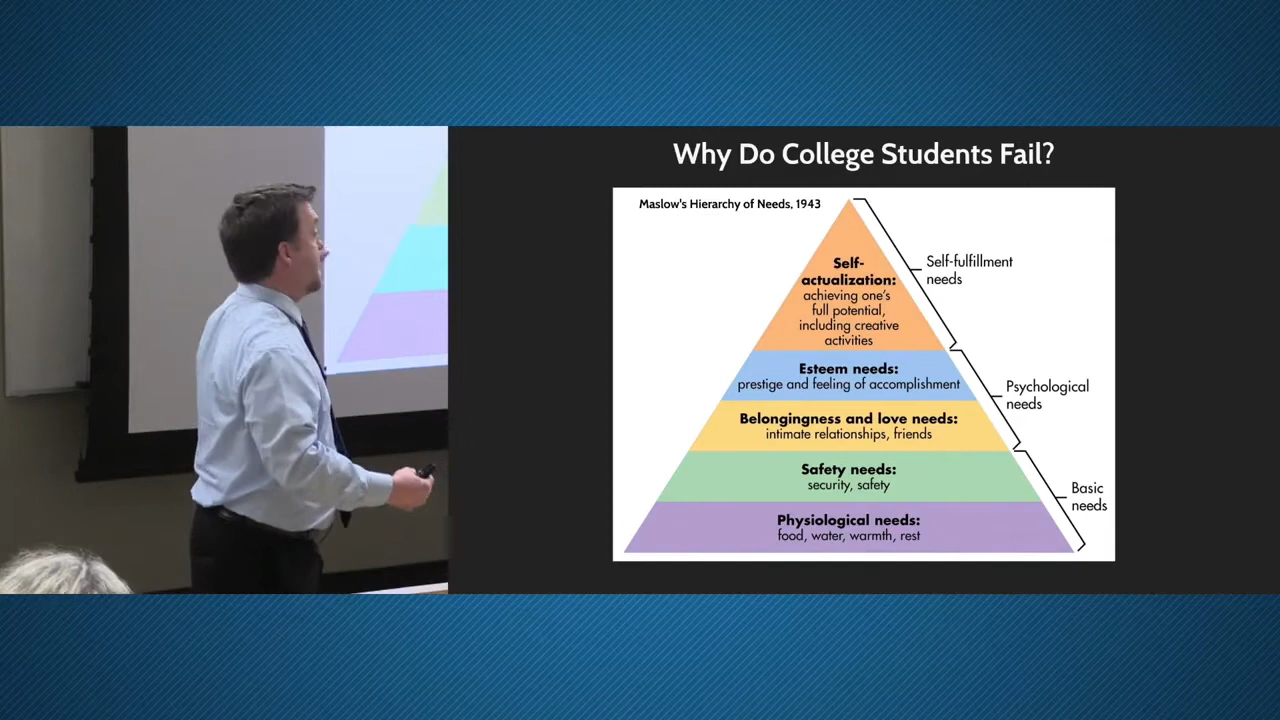 Why Do College Students Fail?
Maslow's Hierarchy of Needs, 1943
Self-
actualization:
achieving one's
full potential,
including creative
activities
Self-fulfillment
needs
Esteem needs:
prestige and feeling of accomplishment
Belongingness and love needs:
intimate relationships, friends
Psychological
needs
Safety needs:
security, safety
Physiological needs:
food, water, warmth, rest
Basic
needs